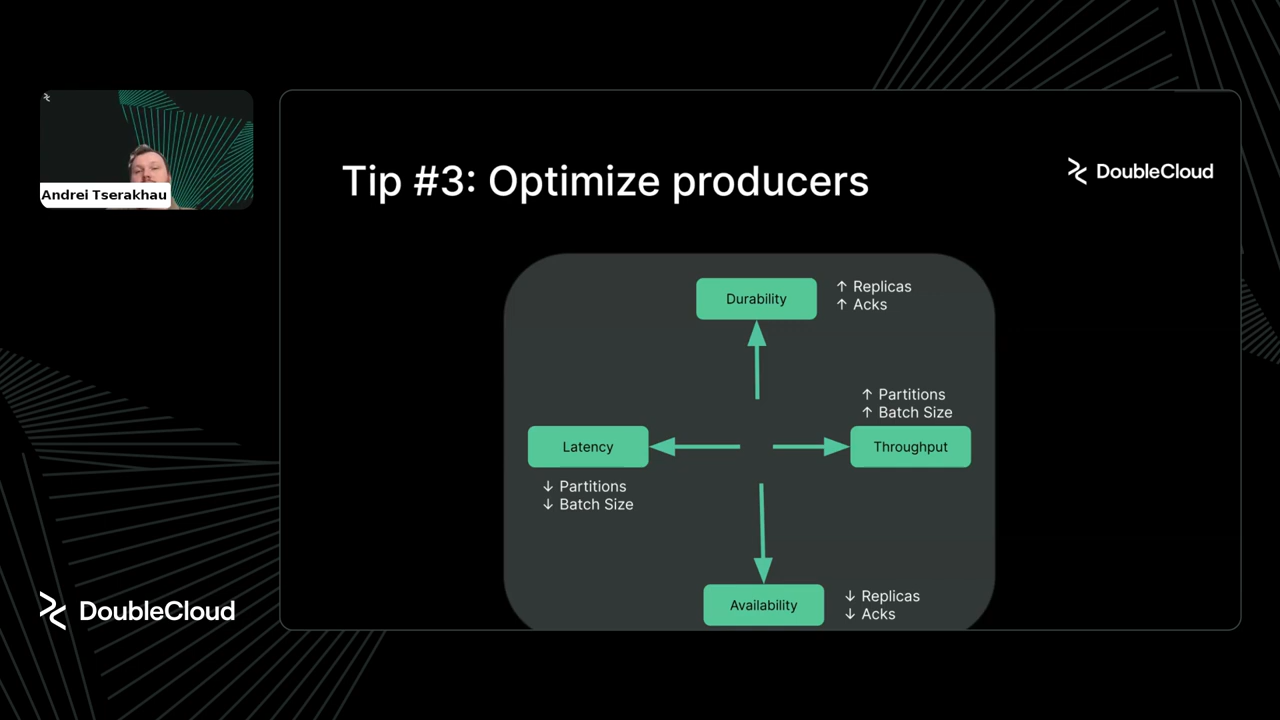 Andrei Tserakhau
Tip #3: Optimize producers
DoubleCloud
Durability
↑ Replicas
↑ Acks
↑ Partitions
↑ Batch Size
Latency
Throughput
↓ Partitions
↓ Batch Size
Availability
↓ Replicas
↓ Acks
DoubleCloud